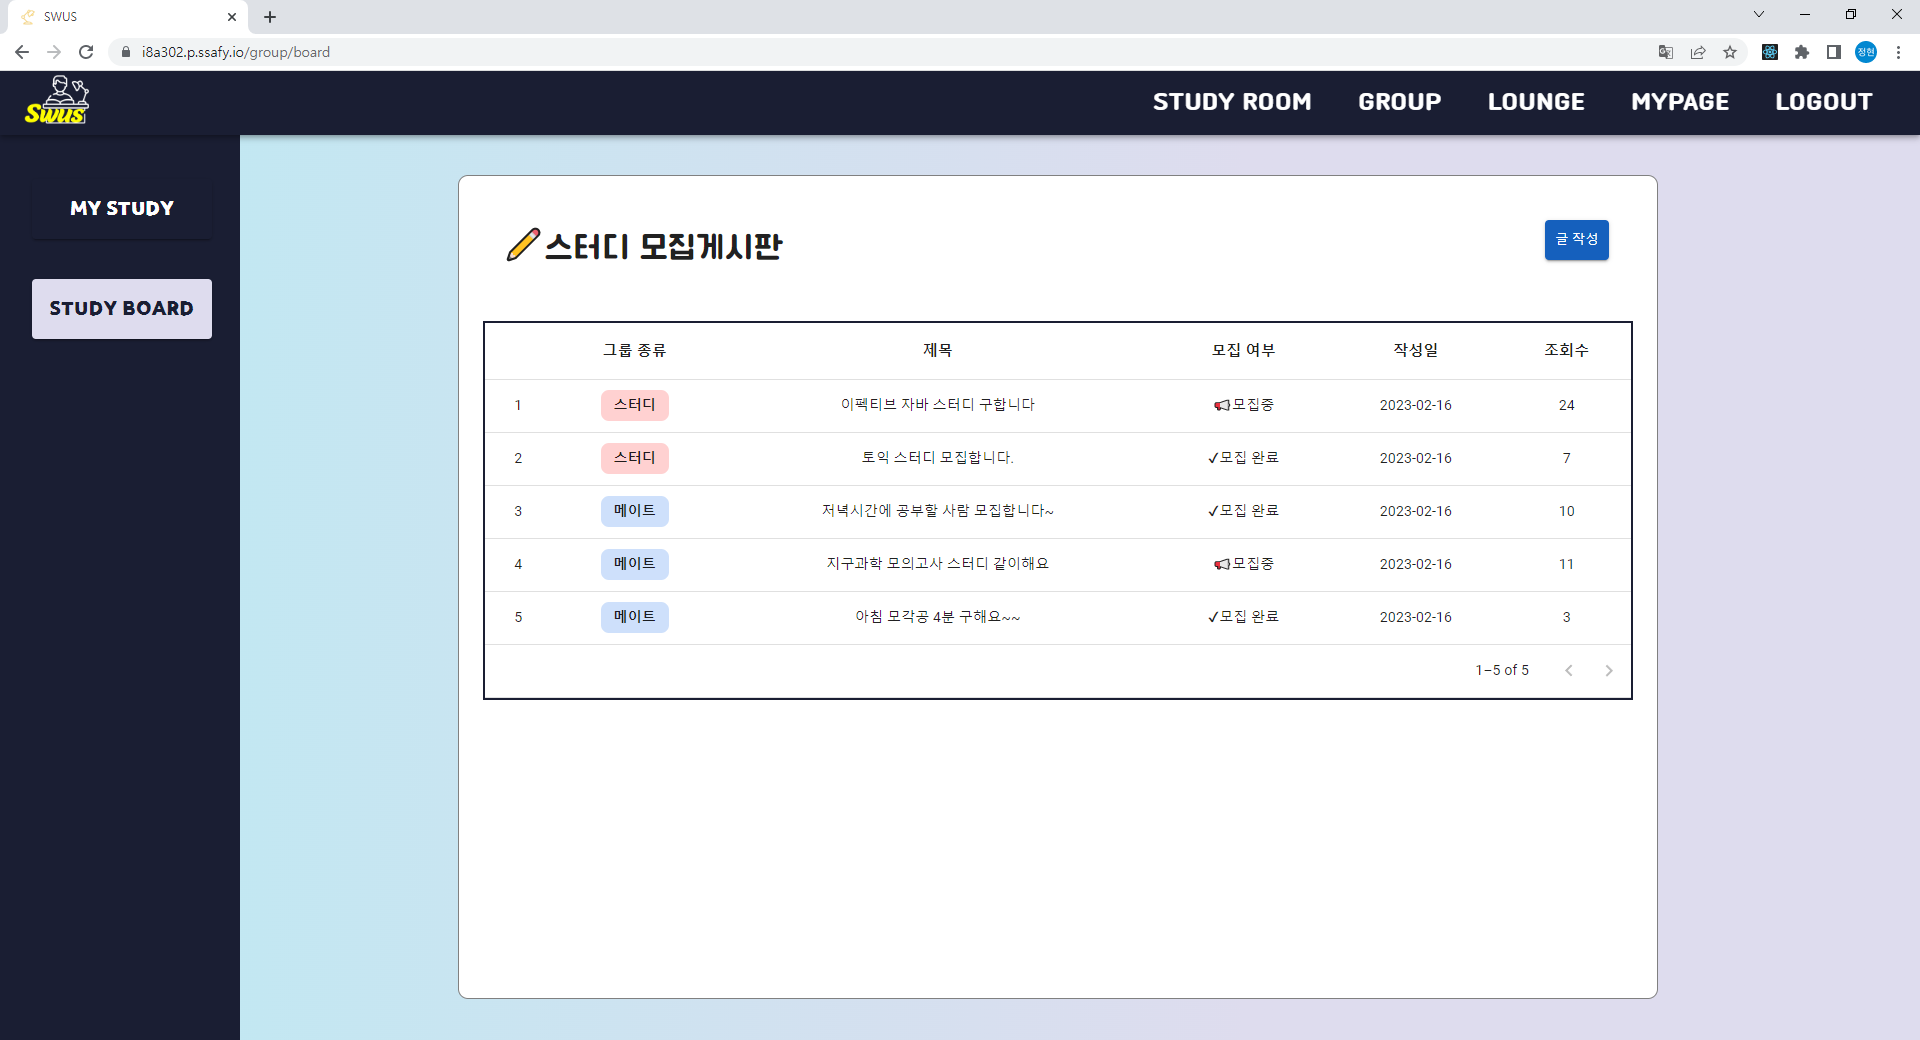 SWUS
i8a302.p.ssafy.io/group/board
정현
Swus
STUDY ROOM GROUP LOUNGE MYPAGE LOGOUT
MY STUDY
STUDY BOARD
✏️스터디 모집게시판
글 작성
그룹 종류 제목 모집 여부 작성일 조회수
1 스터디 이펙티브 자바 스터디 구합니다 📢모집중 2023-02-16 24
2 스터디 토익 스터디 모집합니다. ✓모집 완료 2023-02-16 7
3 메이트 저녁시간에 공부할 사람 모집합니다~ ✓모집 완료 2023-02-16 10
4 메이트 지구과학 모의고사 스터디 같이해요 📢모집중 2023-02-16 11
5 메이트 아침 모각공 4분 구해요~~ ✓모집 완료 2023-02-16 3
1–5 of 5